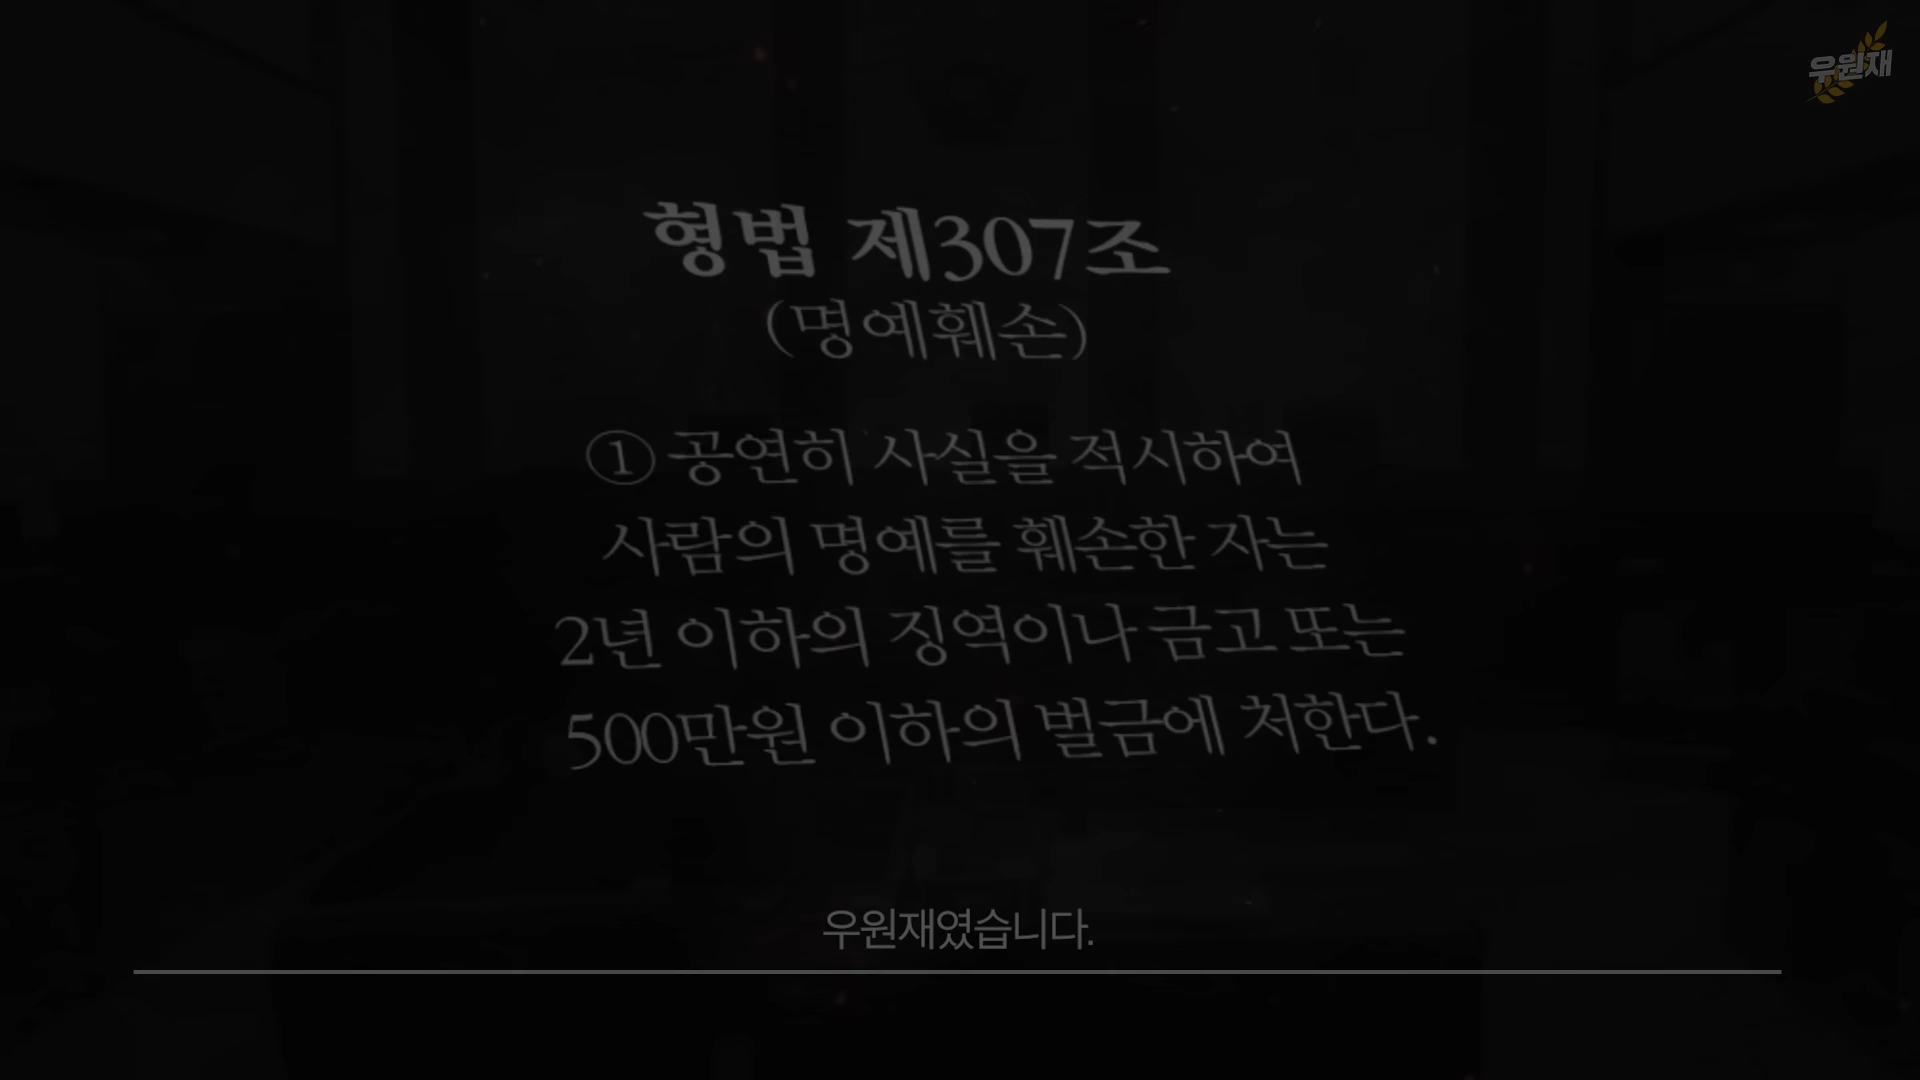 우원재
형법 제307조
(명예훼손)
① 공연히 사실을 적시하여
사람의 명예를 훼손한 자는
2년 이하의 징역이나 금고 또는
500만원 이하의 벌금에 처한다.
우원재였습니다.